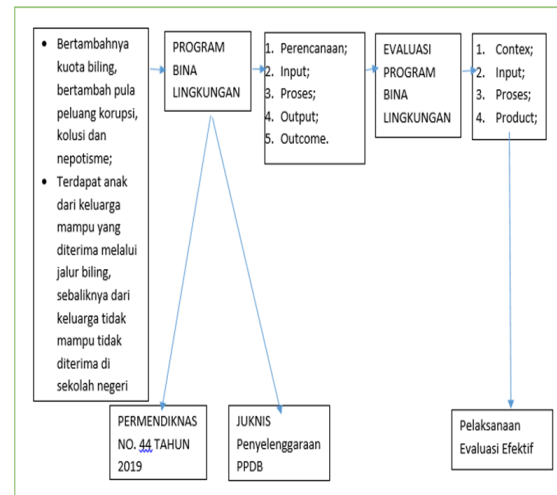 • Bertambahnya
kuota biling,
bertambah pula
peluang korupsi,
kolusi dan
nepotisme;
• Terdapat anak
dari keluarga
mampu yang
diterima melalui
jalur biling,
sebaliknya dari
keluarga tidak
mampu tidak
diterima di
sekolah negeri
PROGRAM
BINA
LINGKUNGAN
1. Perencanaan;
2. Input;
3. Proses;
4. Output;
5. Outcome.
EVALUASI
PROGRAM
BINA
LINGKUNGAN
1. Contex;
2. Input;
3. Proses;
4. Product;
PERMENDIKNAS
NO. 44 TAHUN
2019
JUKNIS
Penyelenggaraan
PPDB
Pelaksanaan
Evaluasi Efektif